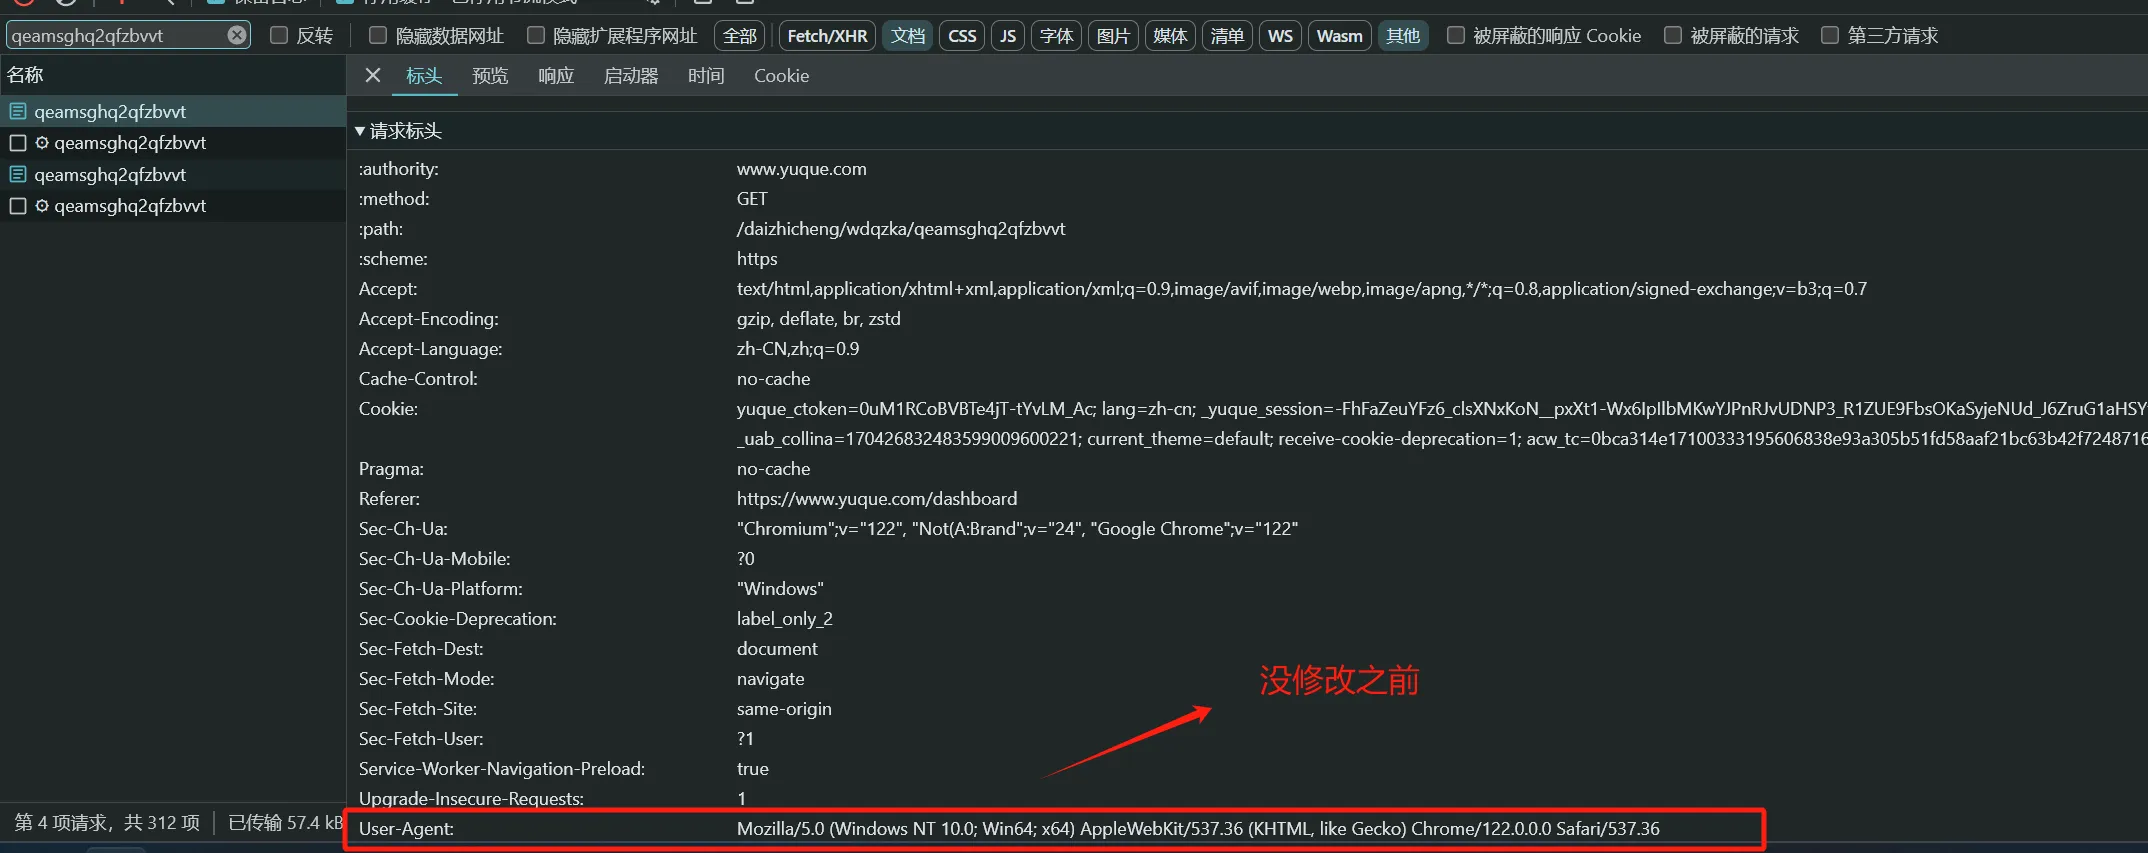 qeamsghq2qfzbvvt 反转 隐藏数据网址 隐藏扩展程序网址 全部 Fetch/XHR 文档 CSS JS 字体 图片 媒体 清单 WS Wasm 其他 被屏蔽的响应 Cookie 被屏蔽的请求 第三方请求
名称
标头 预览 响应 启动器 时间 Cookie
qeamsghq2qfzbvvt
qeamsghq2qfzbvvt
qeamsghq2qfzbvvt
qeamsghq2qfzbvvt
请求标头
:authority: www.yuque.com
:method: GET
:path: /daizhicheng/wdqzka/qeamsghq2qfzbvvt
:scheme: https
Accept: text/html,application/xhtml+xml,application/xml;q=0.9,image/avif,image/webp,image/apng,*/*;q=0.8,application/signed-exchange;v=b3;q=0.7
Accept-Encoding: gzip, deflate, br, zstd
Accept-Language: zh-CN,zh;q=0.9
Cache-Control: no-cache
Cookie: yuque_ctoken=0uM1RCoBVBTe4jT-tYvLM_Ac; lang=zh-cn; _yuque_session=-FhFaZeuYFz6_clsXNxKoN__pxXt1-Wx6IpIlbMKwYJPnRJvUDNP3_R1ZUE9FbsOKaSyjeNUd_J6ZruG1aHSY
_uab_collina=170426832483599009600221; current_theme=default; receive-cookie-deprecation=1; acw_tc=0bca314e17100333195606838e93a305b51fd58aaf21bc63b42f7248716
Pragma: no-cache
Referer: https://www.yuque.com/dashboard
Sec-Ch-Ua: "Chromium";v="122", "Not(A:Brand";v="24", "Google Chrome";v="122"
Sec-Ch-Ua-Mobile: ?0
Sec-Ch-Ua-Platform: "Windows"
Sec-Cookie-Deprecation: label_only_2
Sec-Fetch-Dest: document
Sec-Fetch-Mode: navigate
Sec-Fetch-Site: same-origin
Sec-Fetch-User: ?1
Service-Worker-Navigation-Preload: true
Upgrade-Insecure-Requests: 1
User-Agent: Mozilla/5.0 (Windows NT 10.0; Win64; x64) AppleWebKit/537.36 (KHTML, like Gecko) Chrome/122.0.0.0 Safari/537.36
没修改之前
第 4 项请求，共 312 项 已传输 57.4 kB